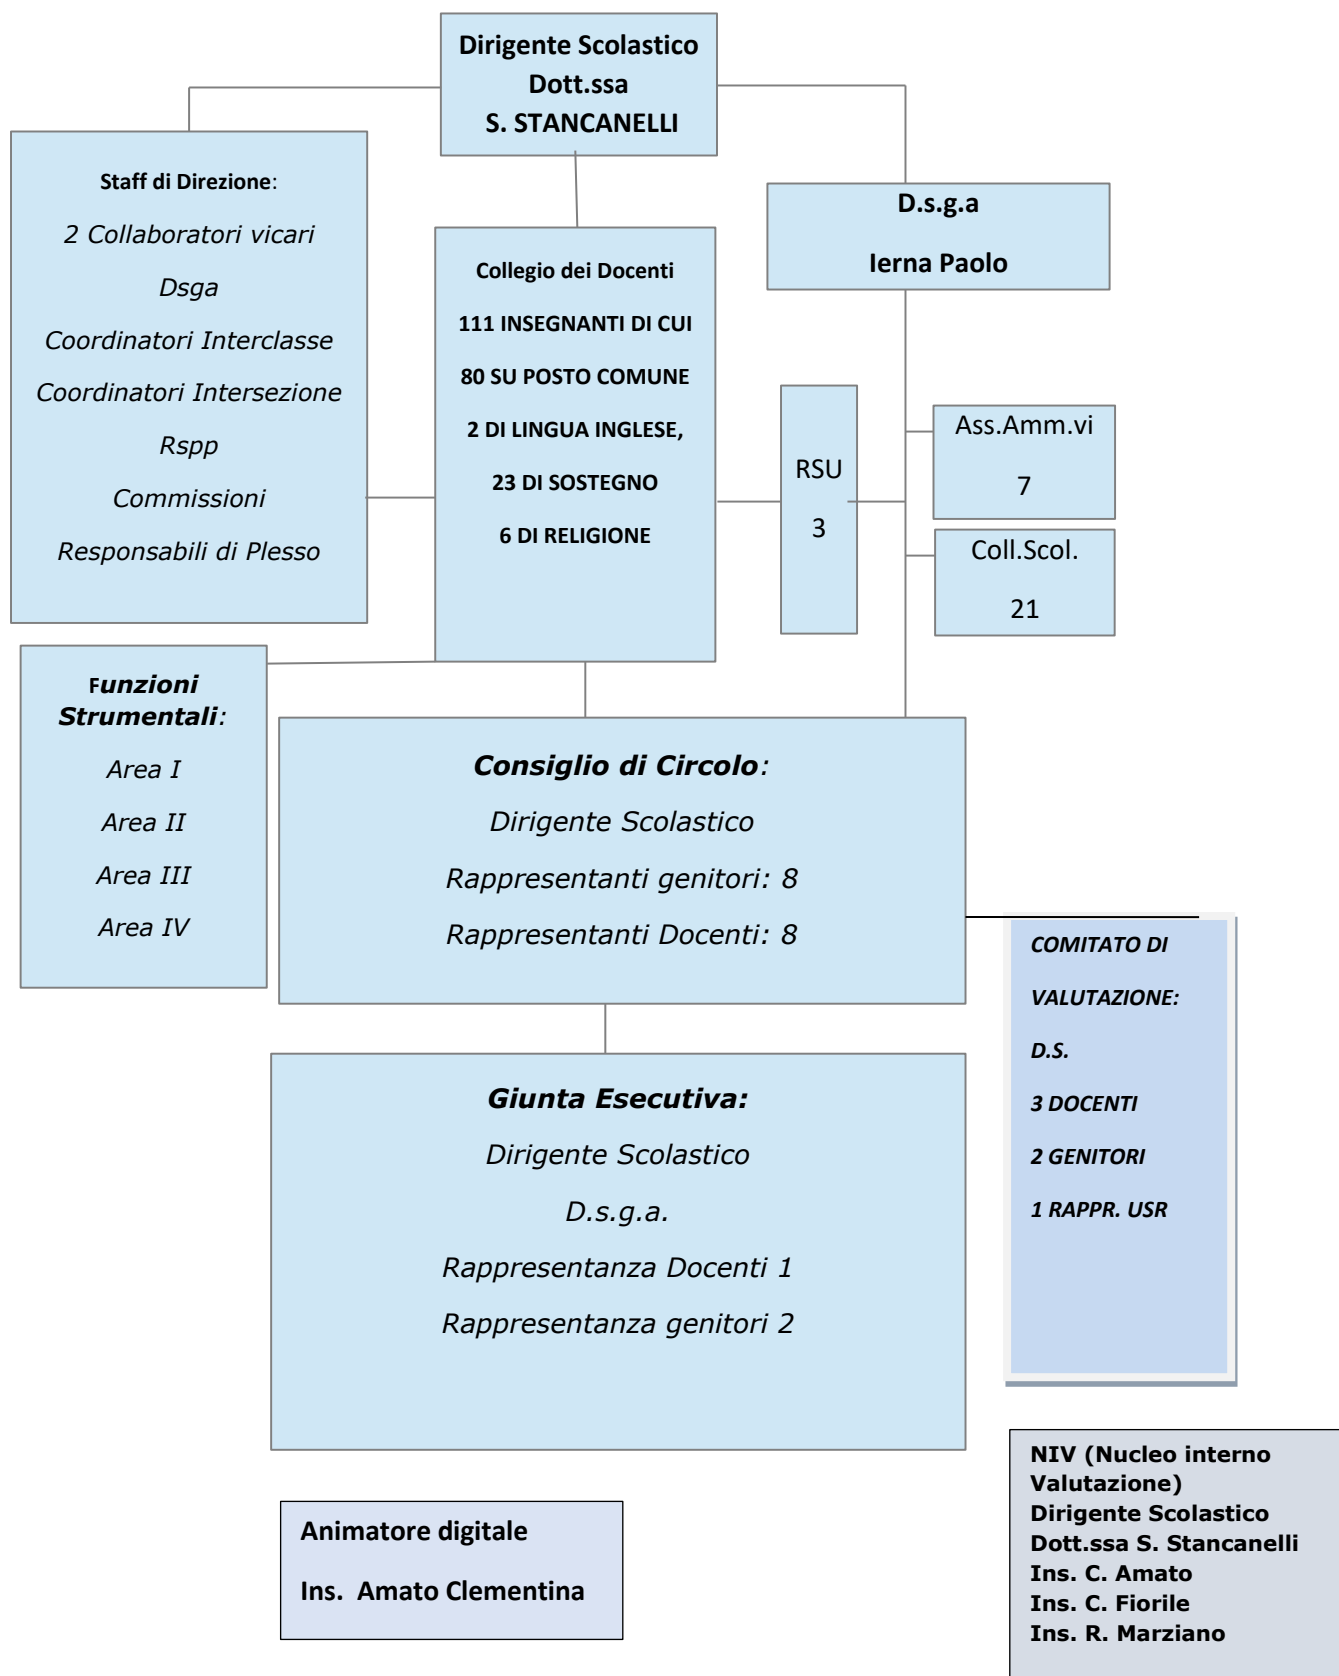 Dirigente Scolastico
Dott.ssa
S. STANCANELLI
Staff di Direzione:
2 Collaboratori vicari
Dsga
Coordinatori Interclasse
Coordinatori Intersezione
Rspp
Commissioni
Responsabili di Plesso
Collegio dei Docenti
111 INSEGNANTI DI CUI
80 SU POSTO COMUNE
2 DI LINGUA INGLESE,
23 DI SOSTEGNO
6 DI RELIGIONE
D.s.g.a
Ierna Paolo
RSU
3
Ass.Amm.vi
7
Coll.Scol.
21
Funzioni
Strumentali:
Area I
Area II
Area III
Area IV
Consiglio di Circolo:
Dirigente Scolastico
Rappresentanti genitori: 8
Rappresentanti Docenti: 8
COMITATO DI
VALUTAZIONE:
D.S.
3 DOCENTI
2 GENITORI
1 RAPPR. USR
Giunta Esecutiva:
Dirigente Scolastico
D.s.g.a.
Rappresentanza Docenti 1
Rappresentanza genitori 2
Animatore digitale
Ins.  Amato Clementina
NIV (Nucleo interno
Valutazione)
Dirigente Scolastico
Dott.ssa S. Stancanelli
Ins. C. Amato
Ins. C. Fiorile
Ins. R. Marziano